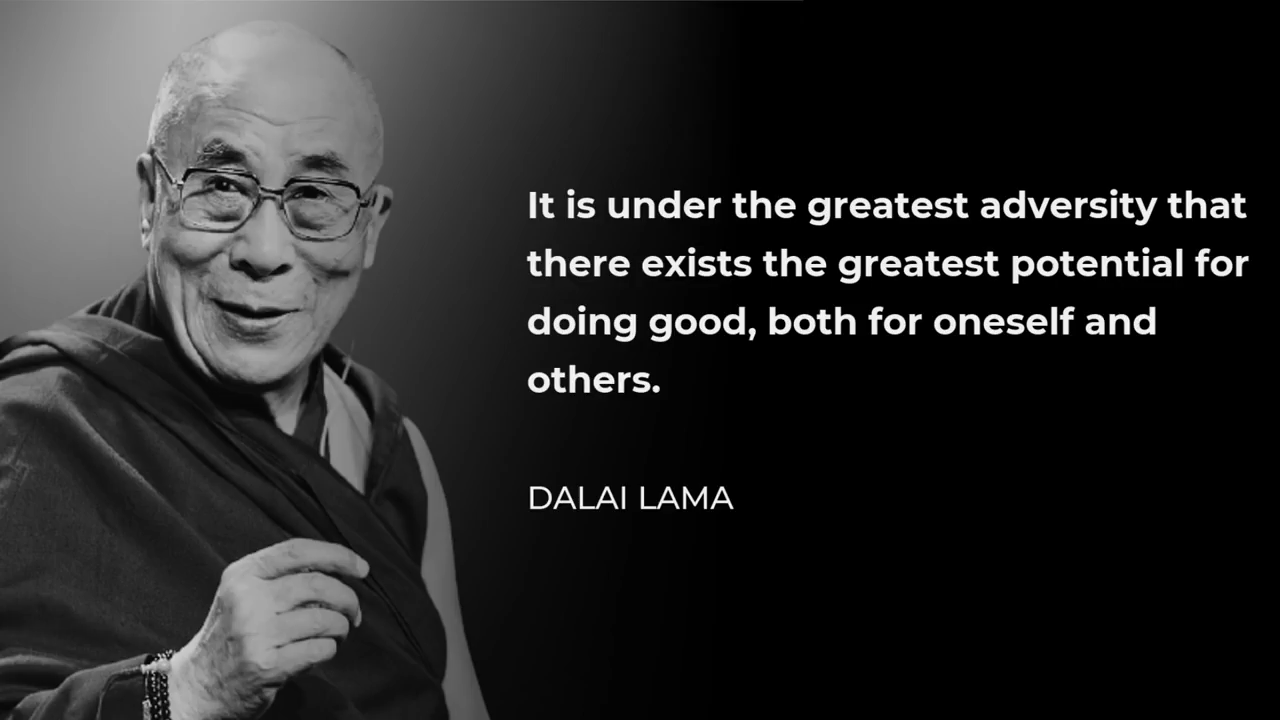 It is under the greatest adversity that
there exists the greatest potential for
doing good, both for oneself and
others.
DALAI LAMA